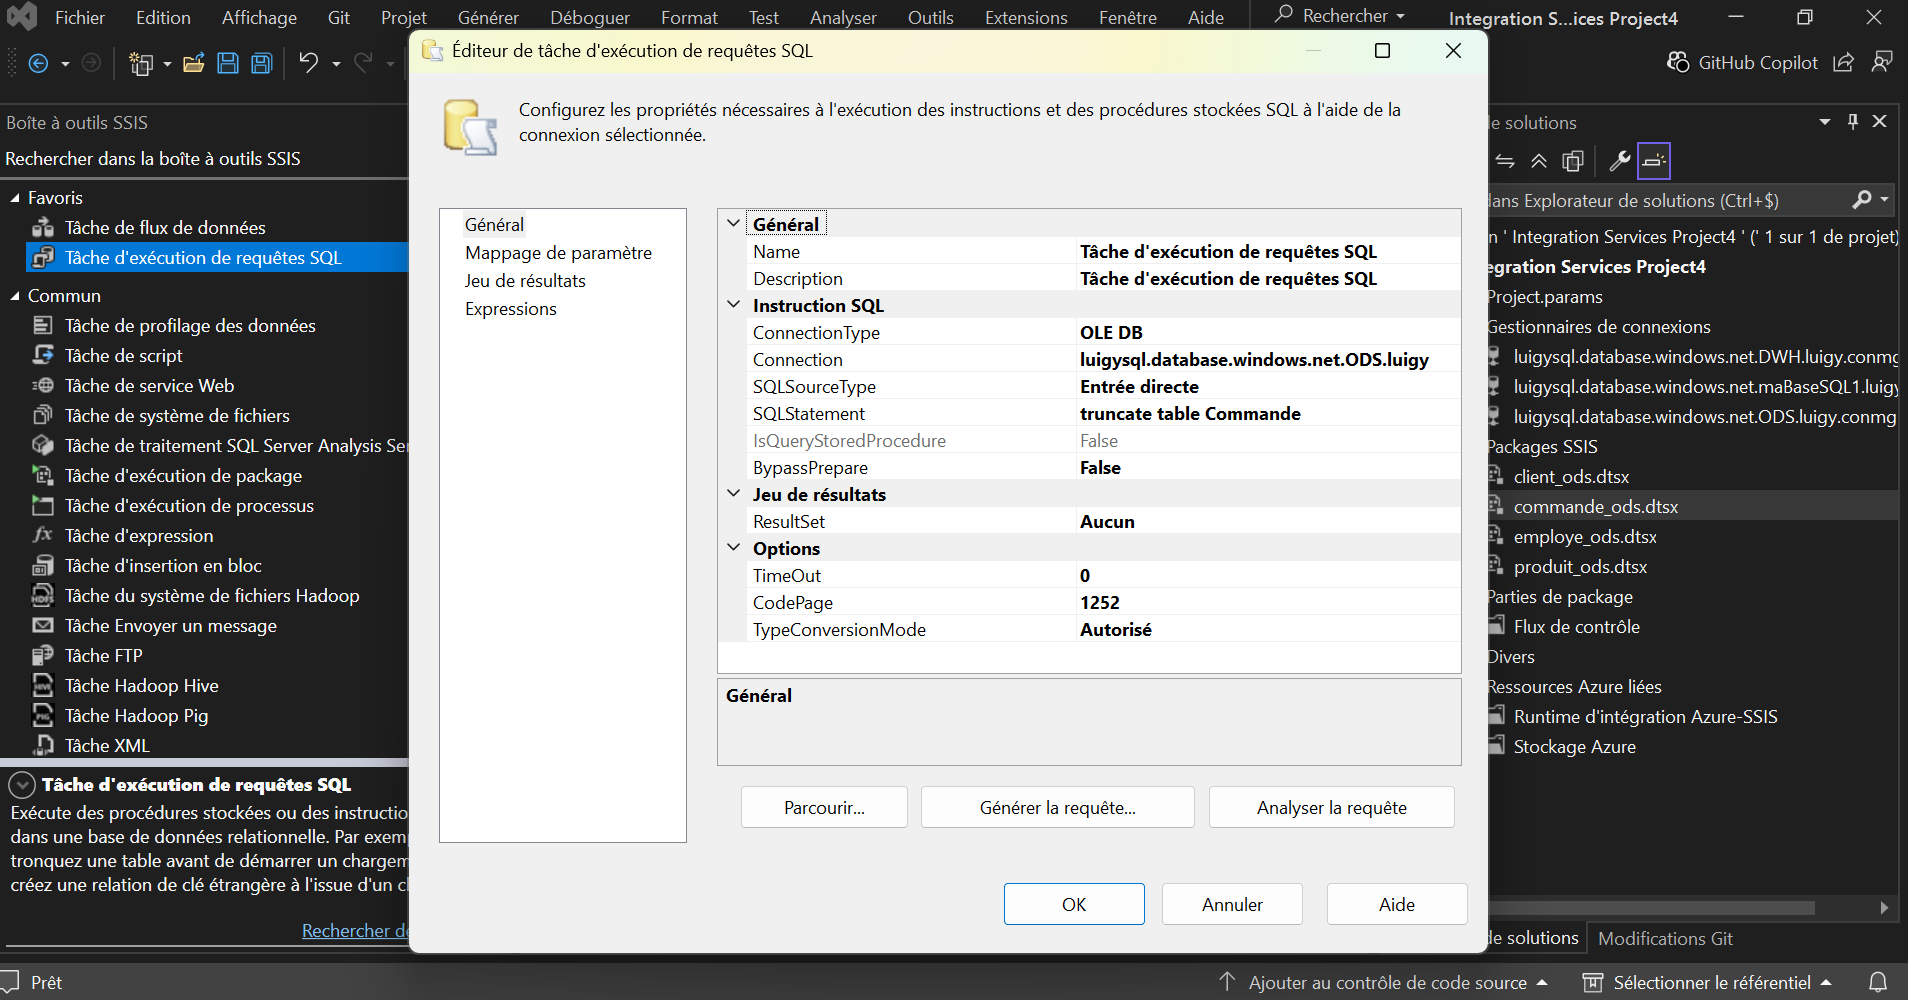 Fichier Edition Affichage Git Projet Générer Déboguer Format Test Analyser Outils Extensions Fenêtre Aide Rechercher Integration S...ices Project4
GitHub Copilot
Boîte à outils SSIS
Rechercher dans la boîte à outils SSIS
Favoris
Tâche de flux de données
Tâche d'exécution de requêtes SQL
Commun
Tâche de profilage des données
Tâche de script
Tâche de service Web
Tâche de système de fichiers
Tâche de traitement SQL Server Analysis Ser
Tâche d'exécution de package
Tâche d'exécution de processus
Tâche d'expression
Tâche d'insertion en bloc
Tâche du système de fichiers Hadoop
Tâche Envoyer un message
Tâche FTP
Tâche Hadoop Hive
Tâche Hadoop Pig
Tâche XML
Tâche d'exécution de requêtes SQL
Exécute des procédures stockées ou des instructio
dans une base de données relationnelle. Par exem
tronquez une table avant de démarrer un chargem
créez une relation de clé étrangère à l'issue d'un c
Rechercher de
Éditeur de tâche d'exécution de requêtes SQL
Configurez les propriétés nécessaires à l'exécution des instructions et des procédures stockées SQL à l'aide de la
connexion sélectionnée.
Général
Mappage de paramètre
Jeu de résultats
Expressions
Général
Name Tâche d'exécution de requêtes SQL
Description Tâche d'exécution de requêtes SQL
Instruction SQL
ConnectionType OLE DB
Connection luigysql.database.windows.net.ODS.luigy
SQLSourceType Entrée directe
SQLStatement truncate table Commande
IsQueryStoredProcedure False
BypassPrepare False
Jeu de résultats
ResultSet Aucun
Options
TimeOut 0
CodePage 1252
TypeConversionMode Autorisé
Général
Parcourir... Générer la requête... Analyser la requête
OK Annuler Aide
de solutions
dans Explorateur de solutions (Ctrl+$)
n ' Integration Services Project4 ' (' 1 sur 1 de projet)
egration Services Project4
Project.params
Gestionnaires de connexions
luigysql.database.windows.net.DWH.luigy.conmg
luigysql.database.windows.net.maBaseSQL1.luigy
luigysql.database.windows.net.ODS.luigy.conmg
Packages SSIS
client_ods.dtsx
commande_ods.dtsx
employe_ods.dtsx
produit_ods.dtsx
Parties de package
Flux de contrôle
Divers
Ressources Azure liées
Runtime d'intégration Azure-SSIS
Stockage Azure
de solutions Modifications Git
Prêt Ajouter au contrôle de code source Sélectionner le référentiel